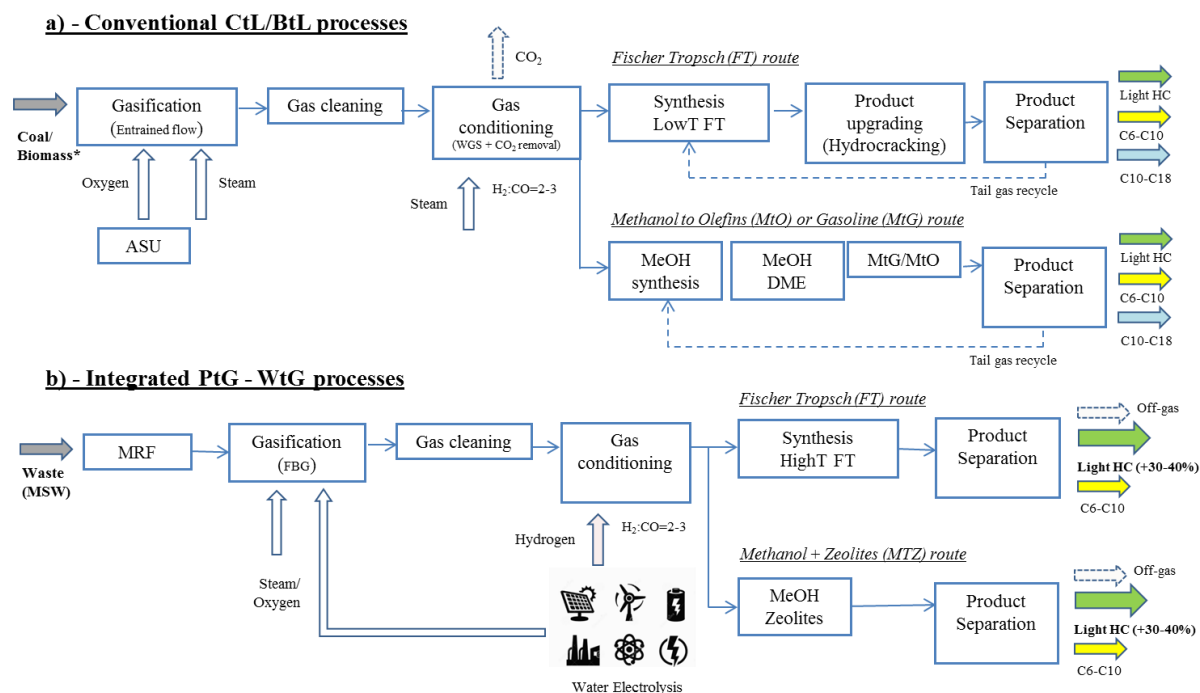 a) - Conventional CtL/BtL processes
CO2
Fischer Tropsch (FT) route
Coal/
Biomass*
Gasification
(Entrained flow)
Gas cleaning
Gas
conditioning
(WGS + CO2 removal)
Synthesis
LowT FT
Product
upgrading
(Hydrocracking)
Product
Separation
Light HC
C6-C10
C10-C18
Oxygen
Steam
ASU
Steam
H2:CO=2-3
Tail gas recycle
Methanol to Olefins (MtO) or Gasoline (MtG) route
MeOH
synthesis
MeOH
DME
MtG/MtO
Product
Separation
Light HC
C6-C10
C10-C18
Tail gas recycle
b) - Integrated PtG - WtG processes
Fischer Tropsch (FT) route
Waste
(MSW)
MRF
Gasification
(FBG)
Gas cleaning
Gas
conditioning
Synthesis
HighT FT
Product
Separation
Off-gas
Light HC (+30-40%)
C6-C10
Steam/
Oxygen
Hydrogen
H2:CO=2-3
Methanol + Zeolites (MTZ) route
MeOH
Zeolites
Product
Separation
Off-gas
Light HC (+30-40%)
C6-C10
Water Electrolysis